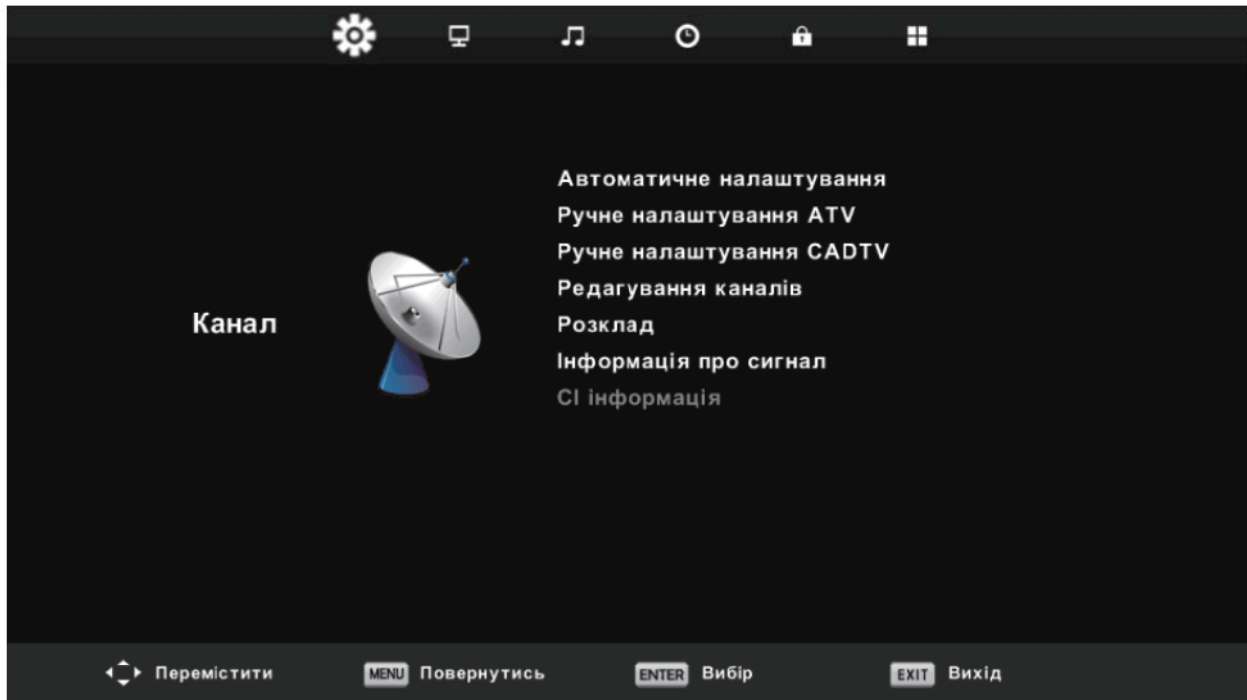 Автоматичне налаштування
Ручне налаштування ATV
Ручне налаштування CADTV
Редагування каналів
Канал
Розклад
Інформація про сигнал
CI інформація
Перемістити MENU Повернутись ENTER Вибір EXIT Вихід